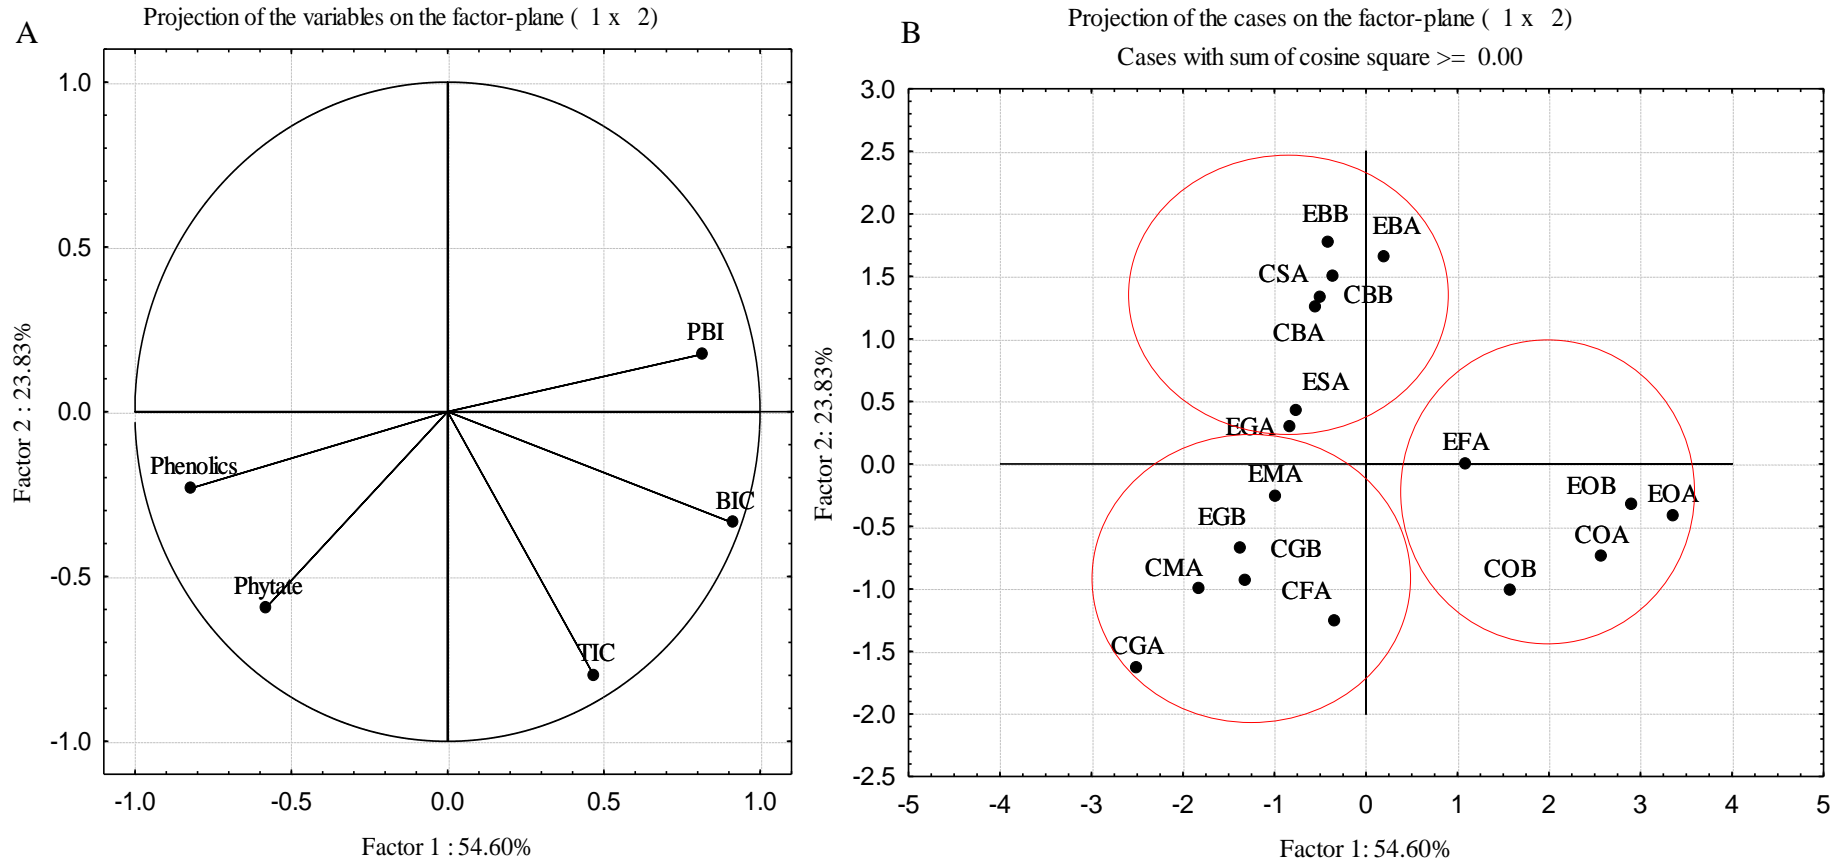 A
Projection of the variables on the factor-plane ( 1 x 2)
1.0
0.5
0.0
-0.5
-1.0
-1.0
-0.5
0.0
0.5
1.0
PBI
Phenolics
BIC
Phytate
TIC
Factor 2 : 23.83%
Factor 1 : 54.60%
B
Projection of the cases on the factor-plane ( 1 x 2)
Cases with sum of cosine square >= 0.00
3.0
2.5
2.0
1.5
1.0
0.5
0.0
-0.5
-1.0
-1.5
-2.0
-2.5
-5
-4
-3
-2
-1
0
1
2
3
4
5
EBB
EBA
CSA
CBB
CBA
ESA
EGA
EFA
EMA
EOB
EOA
EGB
CGB
COA
CMA
CFA
COB
CGA
Factor 2: 23.83%
Factor 1: 54.60%